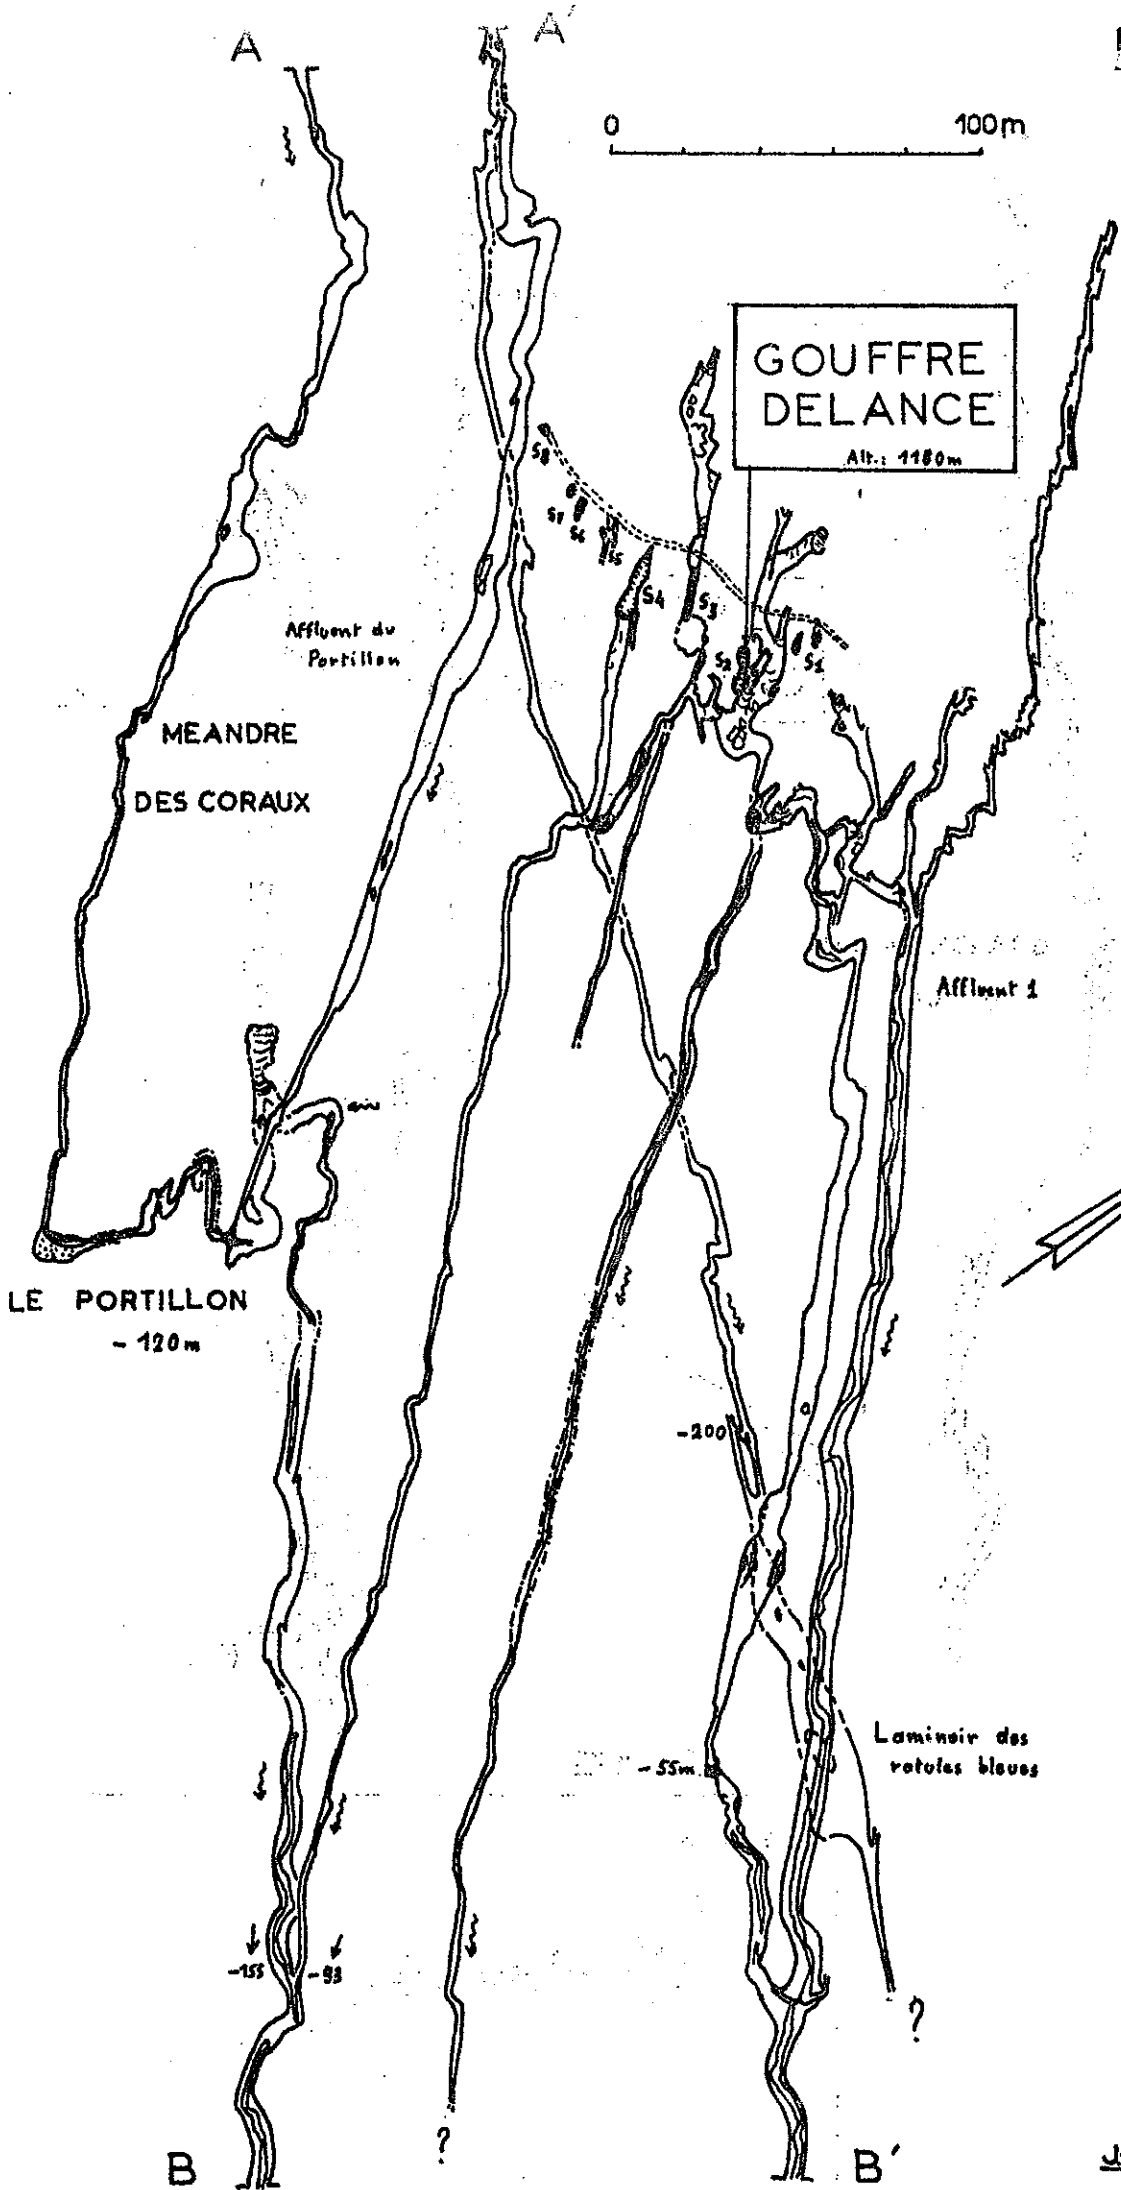 A
A'
0 100m
GOUFFRE
DELANCE
Alt.: 1180m
S8
S7
S6
S5
S4
S3
S2
S1
Affluent du
Portillon
MEANDRE
DES CORAUX
Affluent 1
air
LE PORTILLON
- 120m
-200
Laminoir des
rotules bleues
- 55m
-155
-93
?
?
B
B'